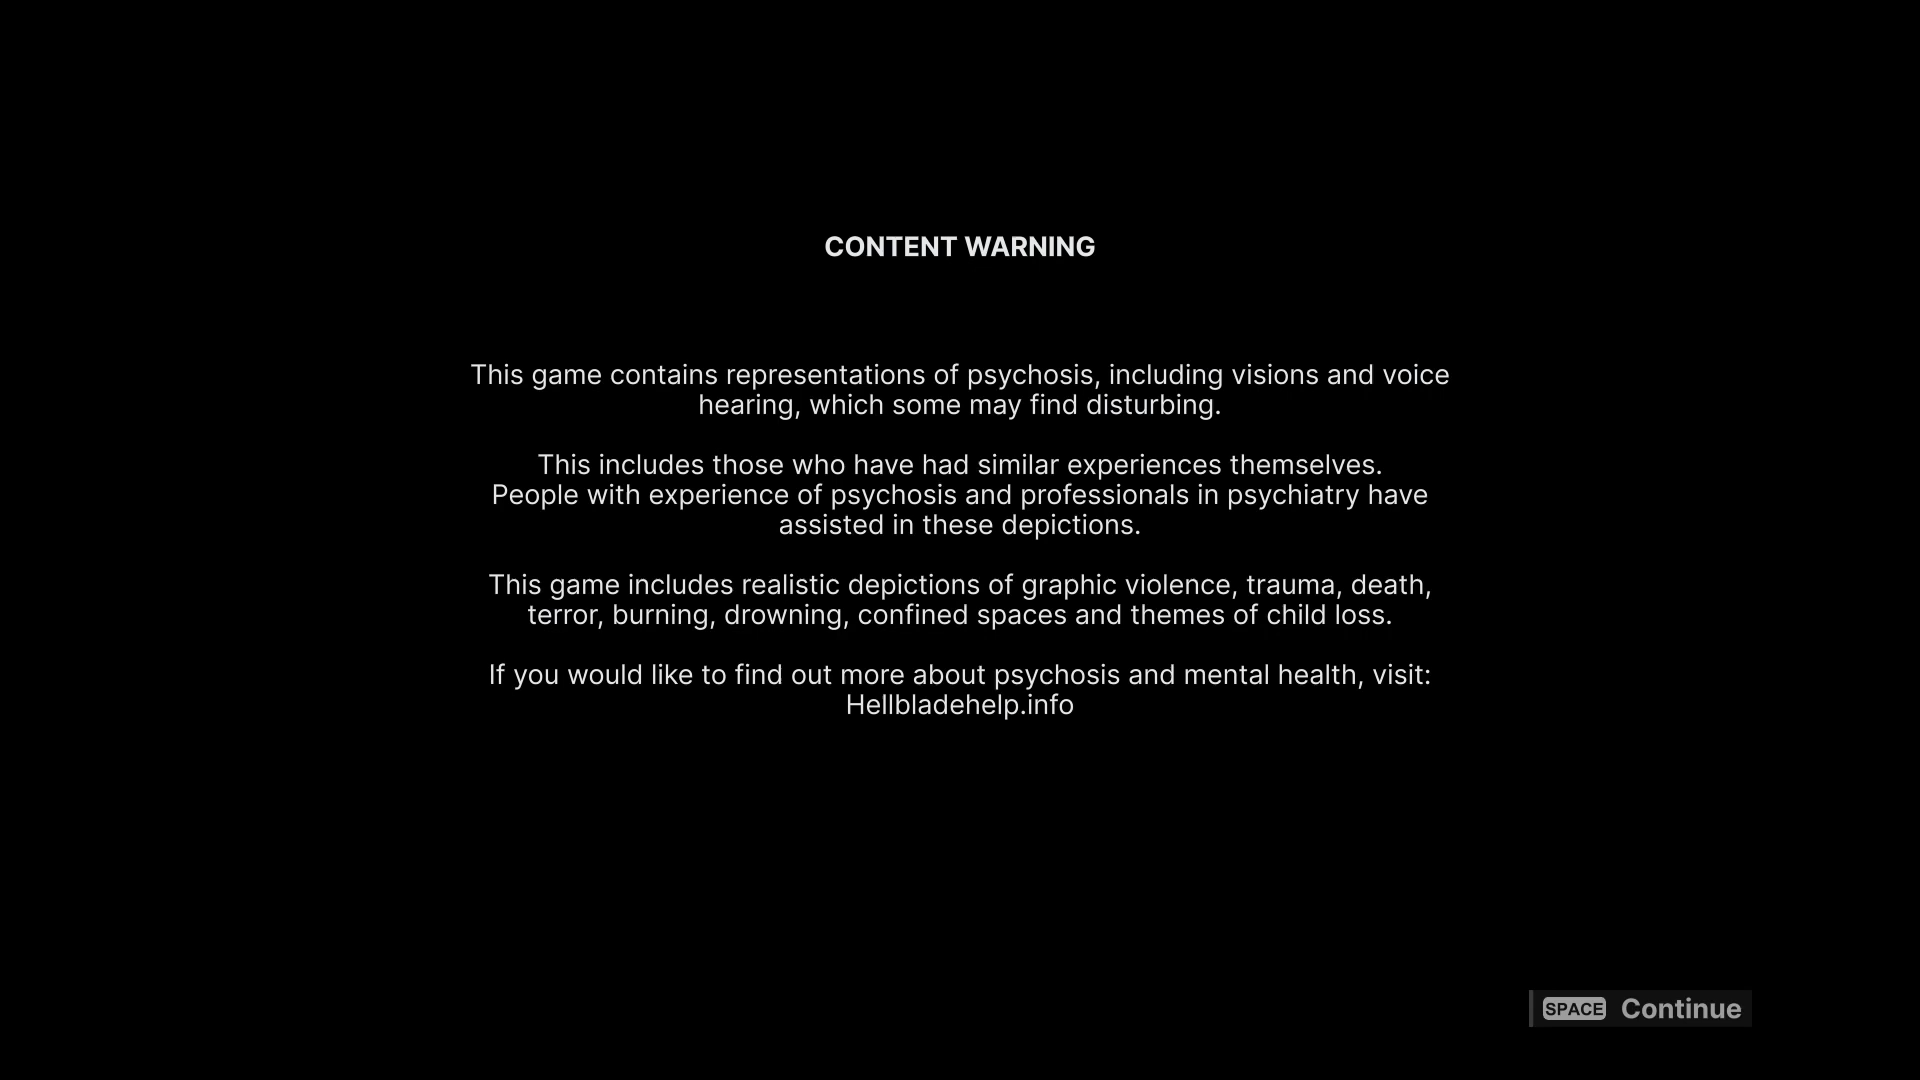 CONTENT WARNING
This game contains representations of psychosis, including visions and voice
hearing, which some may find disturbing.
This includes those who have had similar experiences themselves.
People with experience of psychosis and professionals in psychiatry have
assisted in these depictions.
This game includes realistic depictions of graphic violence, trauma, death,
terror, burning, drowning, confined spaces and themes of child loss.
If you would like to find out more about psychosis and mental health, visit:
Hellbladehelp.info
SPACE Continue